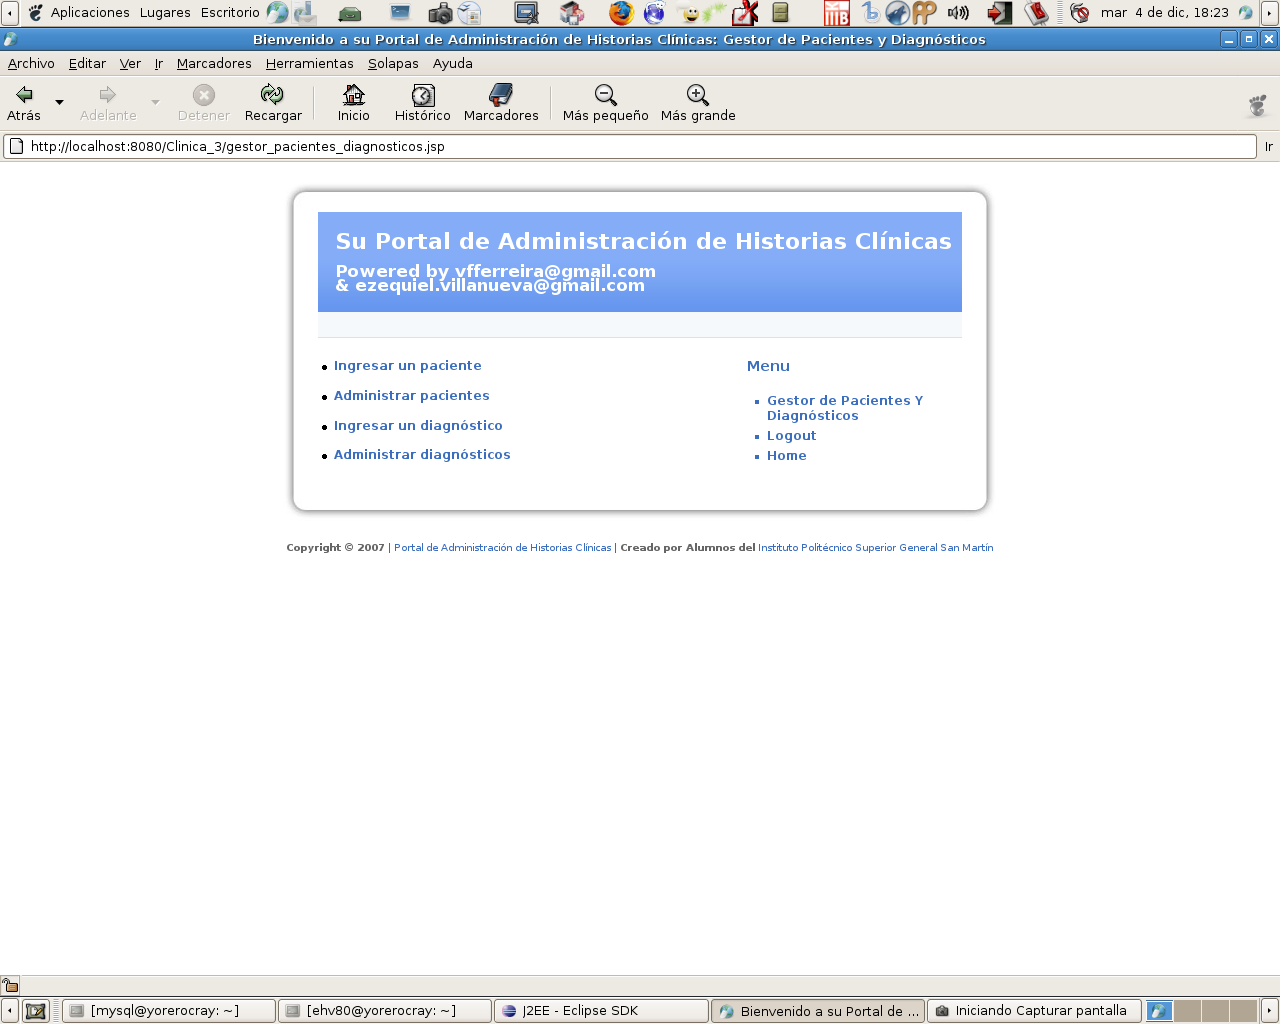 Aplicaciones Lugares Escritorio
mar 4 de dic, 18:23
Bienvenido a su Portal de Administración de Historias Clínicas: Gestor de Pacientes y Diagnósticos
Archivo Editar Ver Ir Marcadores Herramientas Solapas Ayuda
Atrás Adelante Detener Recargar Inicio Histórico Marcadores Más pequeño Más grande
http://localhost:8080/Clinica_3/gestor_pacientes_diagnosticos.jsp Ir
Su Portal de Administración de Historias Clínicas
Powered by vfferreira@gmail.com
& ezequiel.villanueva@gmail.com
Ingresar un paciente
Administrar pacientes
Ingresar un diagnóstico
Administrar diagnósticos
Menu
Gestor de Pacientes Y
Diagnósticos
Logout
Home
Copyright © 2007 | Portal de Administración de Historias Clínicas | Creado por Alumnos del Instituto Politécnico Superior General San Martín
[mysql@yorerocray: ~] [ehv80@yorerocray: ~] J2EE - Eclipse SDK Bienvenido a su Portal de ... Iniciando Capturar pantalla